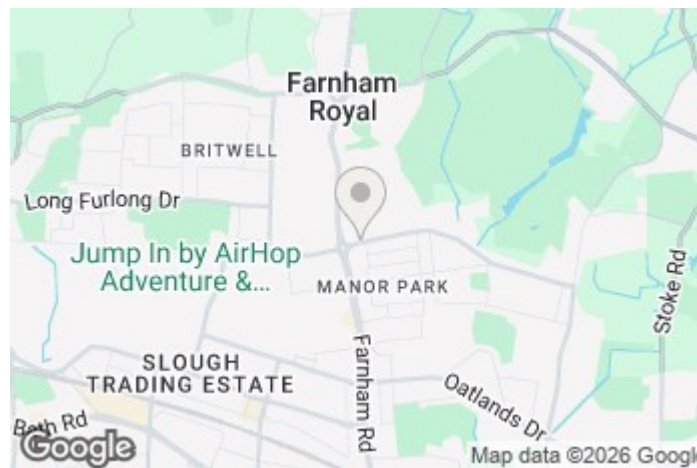 Farnham
Royal
BRITWELL
Long Furlong Dr
Jump In by AirHop
Adventure &...
MANOR PARK
Stoke Rd
SLOUGH
TRADING ESTATE
Farnham Rd
Oatlands Dr
Bath Rd
Google
Map data ©2026 Google